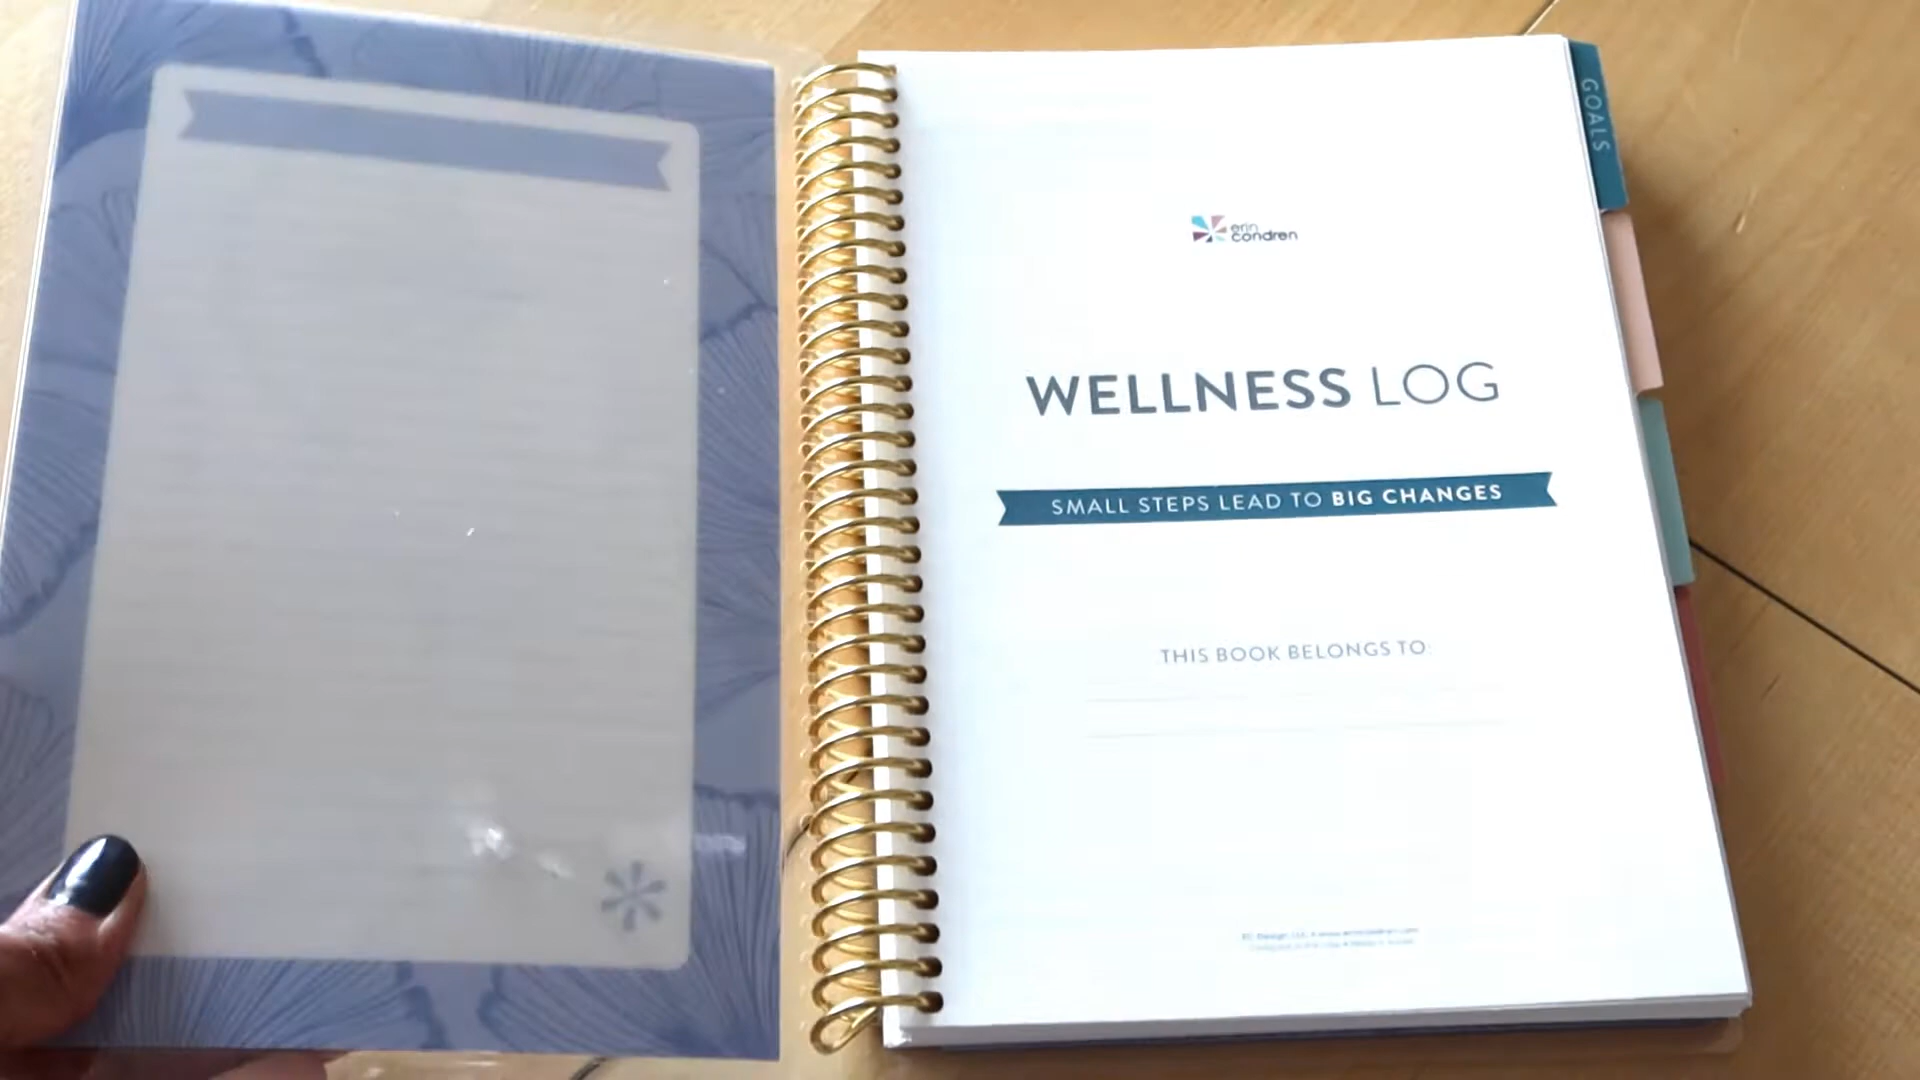 erin
condren
WELLNESS LOG
SMALL STEPS LEAD TO BIG CHANGES
THIS BOOK BELONGS TO:
GOALS